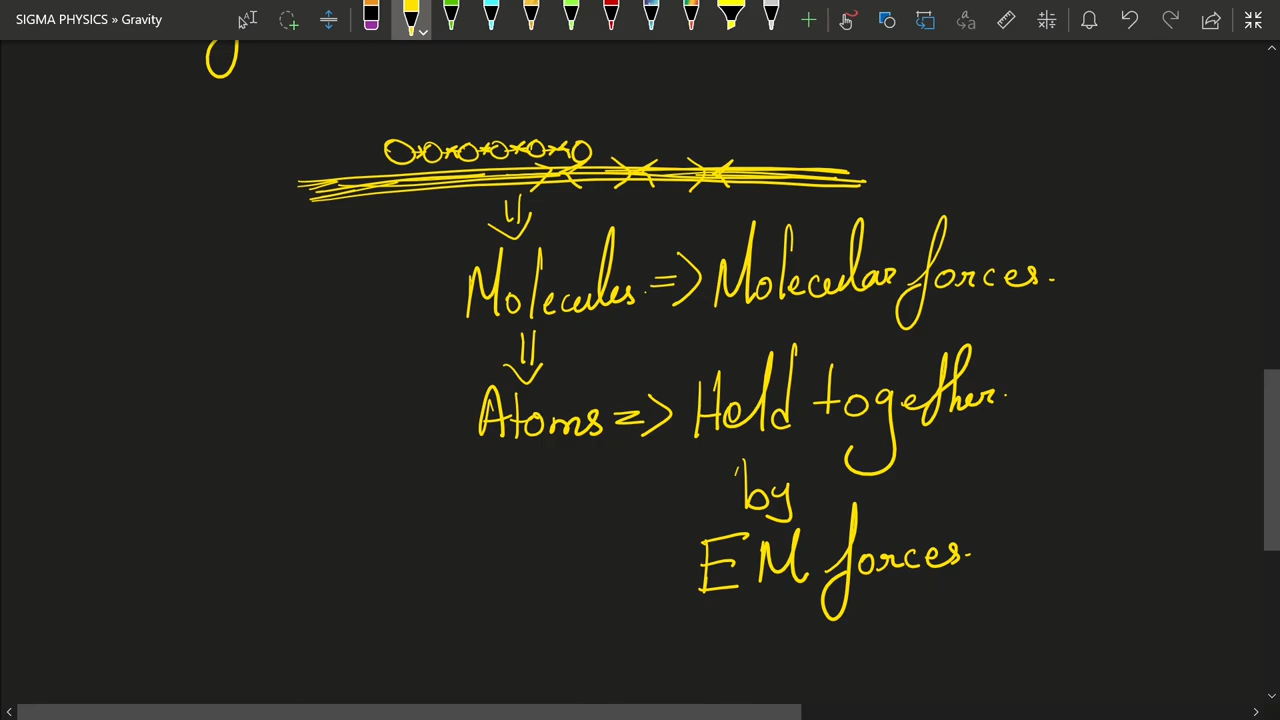 SIGMA PHYSICS » Gravity
Molecules => Molecular forces.
Atoms => Held together
by
EM forces.